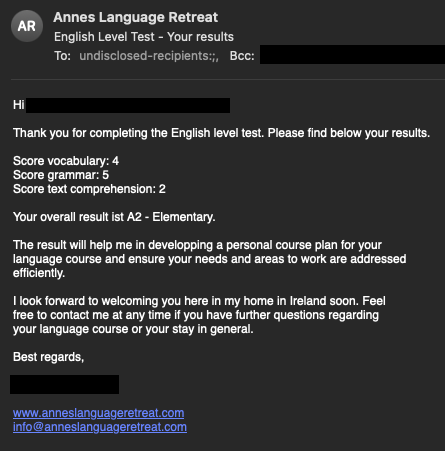 AR
Annes Language Retreat
English Level Test - Your results
To: undisclosed-recipients:;, Bcc:
Hi
Thank you for completing the English level test. Please find below your results.
Score vocabulary: 4
Score grammar: 5
Score text comprehension: 2
Your overall result ist A2 - Elementary.
The result will help me in developping a personal course plan for your
language course and ensure your needs and areas to work are addressed
efficiently.
I look forward to welcoming you here in my home in Ireland soon. Feel
free to contact me at any time if you have further questions regarding
your language course or your stay in general.
Best regards,
www.anneslanguageretreat.com
info@anneslanguageretreat.com